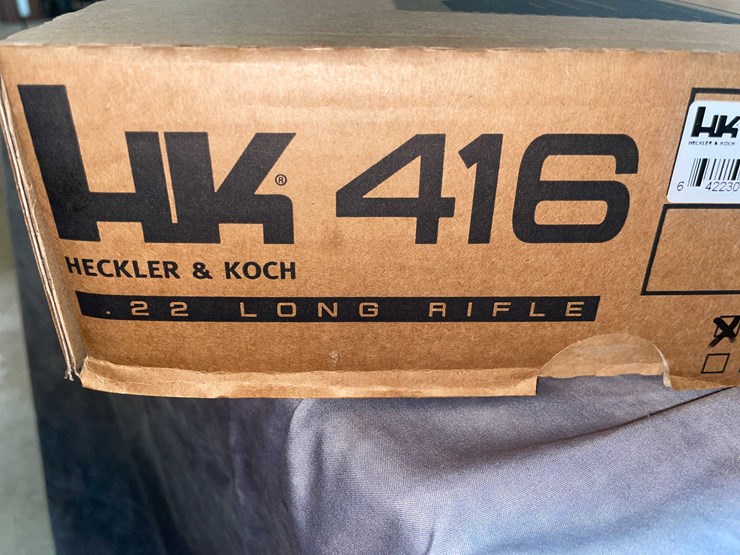 HK® 416
HECKLER & KOCH
.22 LONG RIFLE
HK
HECKLER & KOCH
6 42230